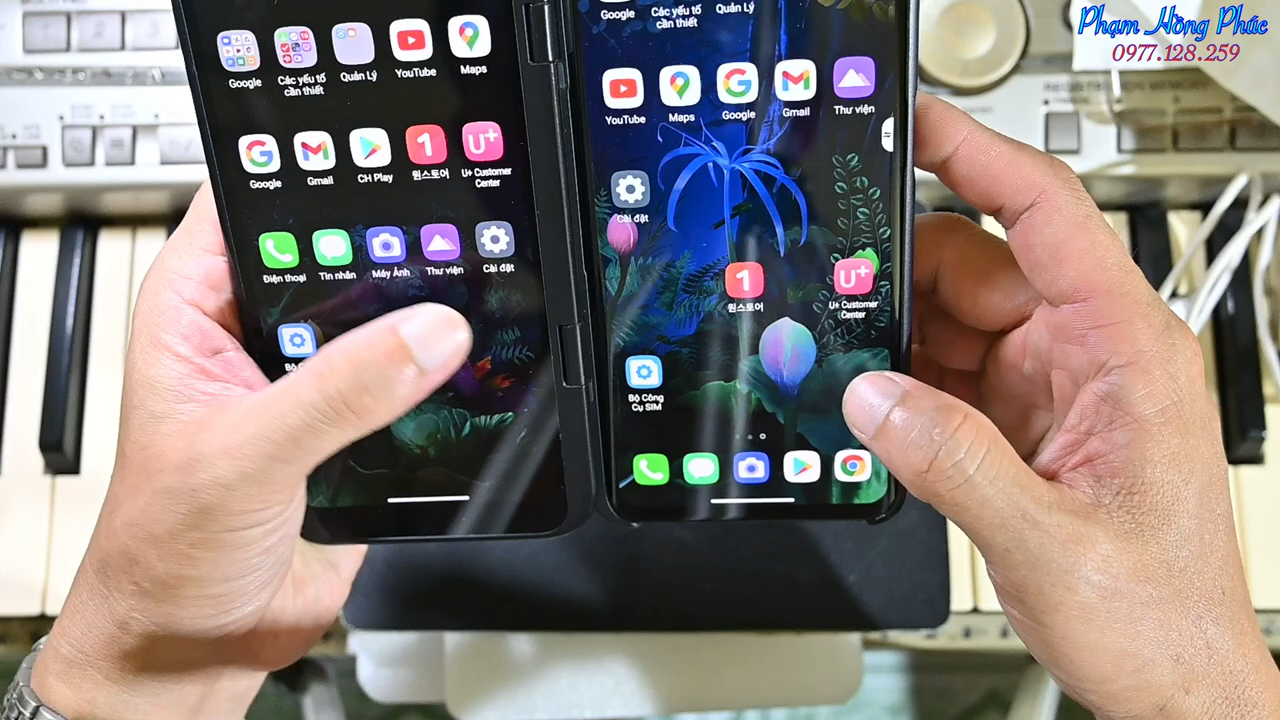 Phạm Hồng Phúc
0977.128.259
Google
Các yếu tố
cần thiết
Quản Lý
YouTube
Maps
Google
Gmail
CH Play
1
원스토어
U+
U+ Customer
Center
Điện thoại
Tin nhắn
Máy Ảnh
Thư viện
Cài đặt
Google
Các yếu tố
cần thiết
Quản Lý
YouTube
Maps
Google
Gmail
Thư viện
Cài đặt
1
원스토어
U+
U+ Customer
Center
Bộ Công
Cụ SIM